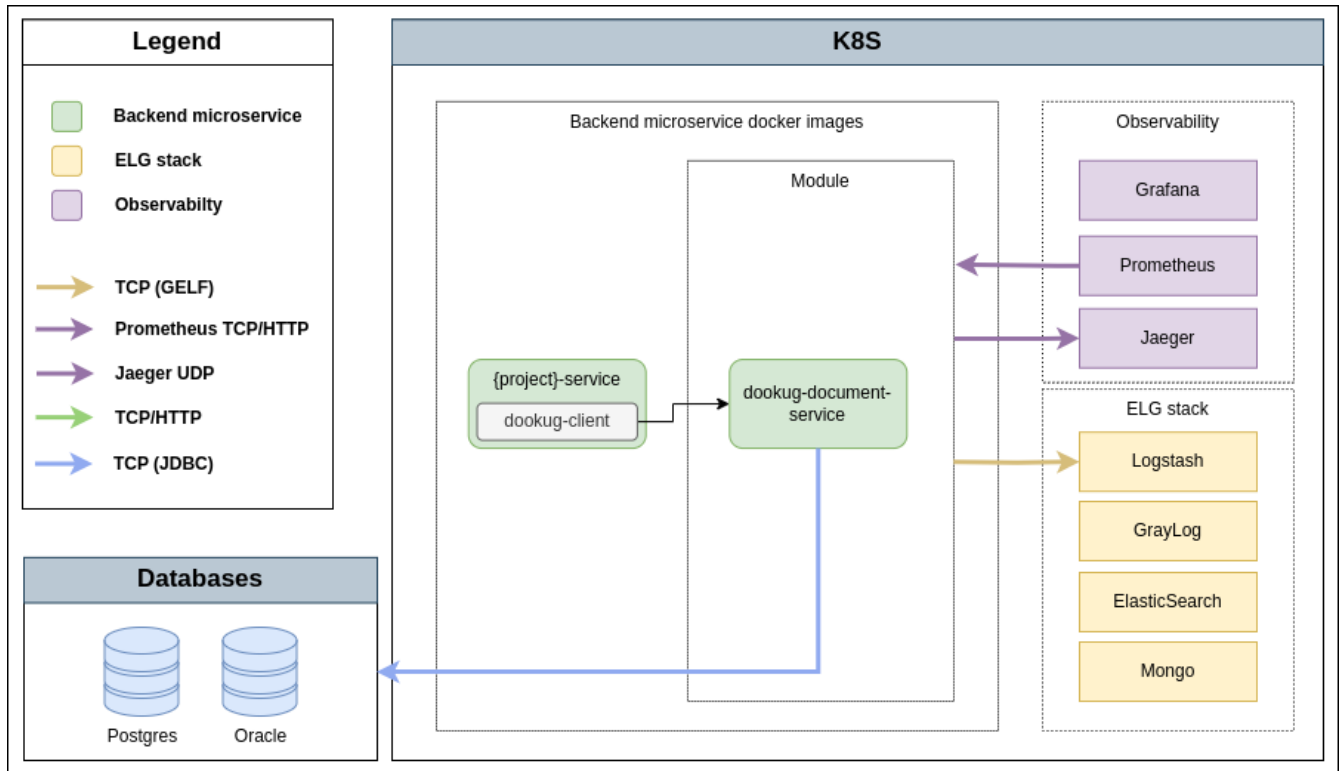 Legend
Backend microservice
ELG stack
Observabilty
TCP (GELF)
Prometheus TCP/HTTP
Jaeger UDP
TCP/HTTP
TCP (JDBC)
Databases
Postgres
Oracle
K8S
Backend microservice docker images
Module
{project}-service
dookug-client
dookug-document-
service
Observability
Grafana
Prometheus
Jaeger
ELG stack
Logstash
GrayLog
ElasticSearch
Mongo